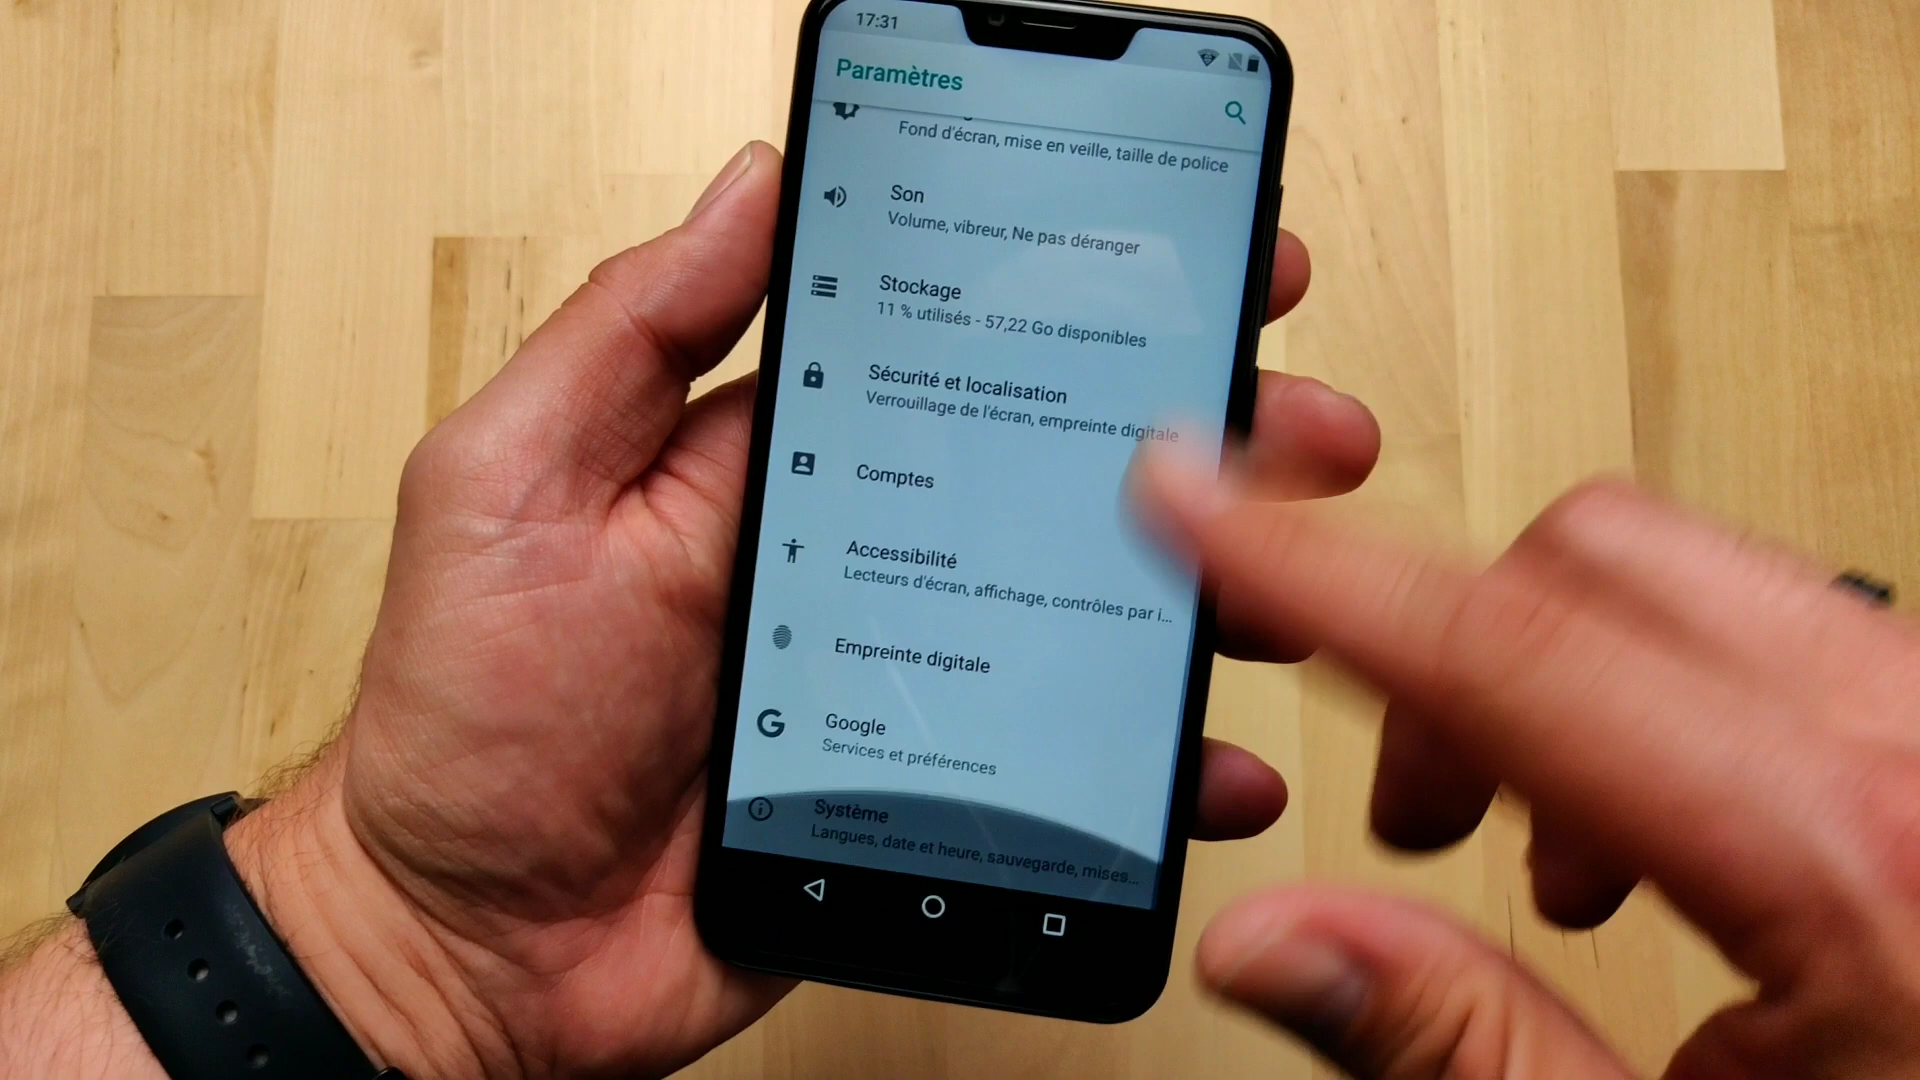 17:31
Paramètres
Fond d'écran, mise en veille, taille de police
Son
Volume, vibreur, Ne pas déranger
Stockage
11 % utilisés - 57,22 Go disponibles
Sécurité et localisation
Verrouillage de l'écran, empreinte digitale
Comptes
Accessibilité
Lecteurs d'écran, affichage, contrôles par i...
Empreinte digitale
Google
Services et préférences
Système
Langues, date et heure, sauvegarde, mises...